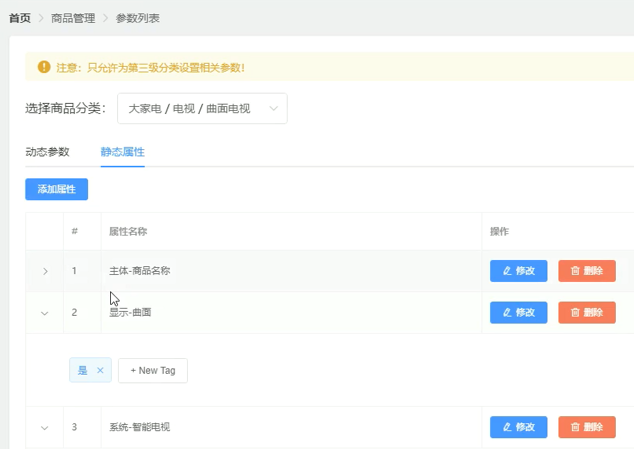 首页 > 商品管理 > 参数列表
注意：只允许为第三级分类设置相关参数！
选择商品分类： 大家电 / 电视 / 曲面电视
动态参数 静态属性
添加属性
# 属性名称 操作
1 主体-商品名称 修改 删除
2 显示-曲面 修改 删除
是 × + New Tag
3 系统-智能电视 修改 删除